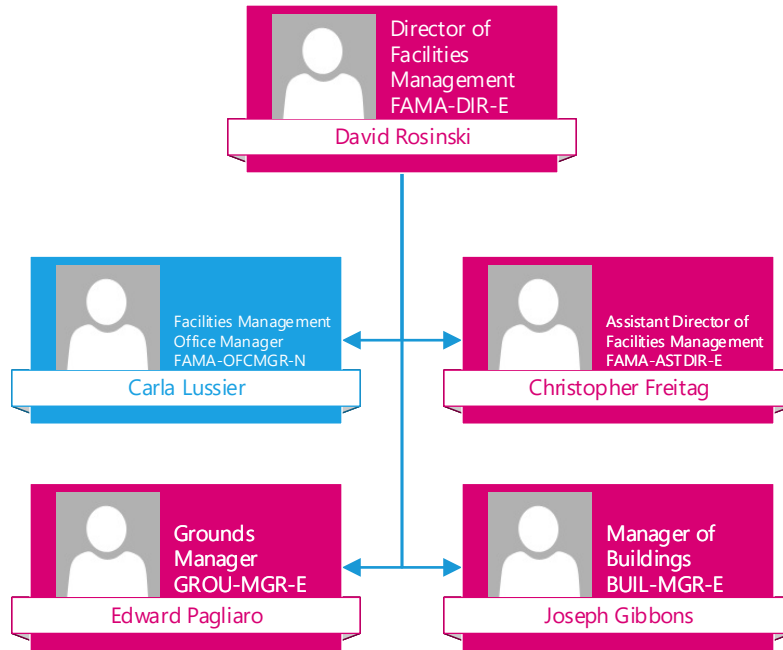 Director of
Facilities
Management
FAMA-DIR-E
David Rosinski
Facilities Management
Office Manager
FAMA-OFCMGR-N
Carla Lussier
Assistant Director of
Facilities Management
FAMA-ASTDIR-E
Christopher Freitag
Grounds
Manager
GROU-MGR-E
Edward Pagliaro
Manager of
Buildings
BUIL-MGR-E
Joseph Gibbons